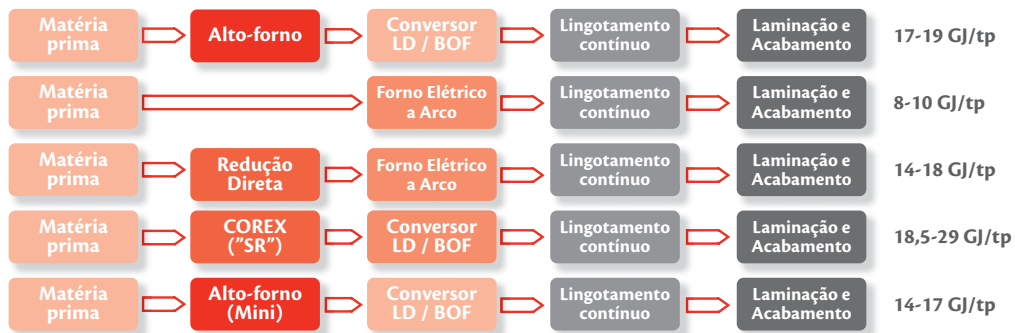 Matéria
prima
Alto-forno
Conversor
LD / BOF
Lingotamento
contínuo
Laminação e
Acabamento
17-19 GJ/tp
Matéria
prima
Forno Elétrico
a Arco
Lingotamento
contínuo
Laminação e
Acabamento
8-10 GJ/tp
Matéria
prima
Redução
Direta
Forno Elétrico
a Arco
Lingotamento
contínuo
Laminação e
Acabamento
14-18 GJ/tp
Matéria
prima
COREX
("SR")
Conversor
LD / BOF
Lingotamento
contínuo
Laminação e
Acabamento
18,5-29 GJ/tp
Matéria
prima
Alto-forno
(Mini)
Conversor
LD / BOF
Lingotamento
contínuo
Laminação e
Acabamento
14-17 GJ/tp